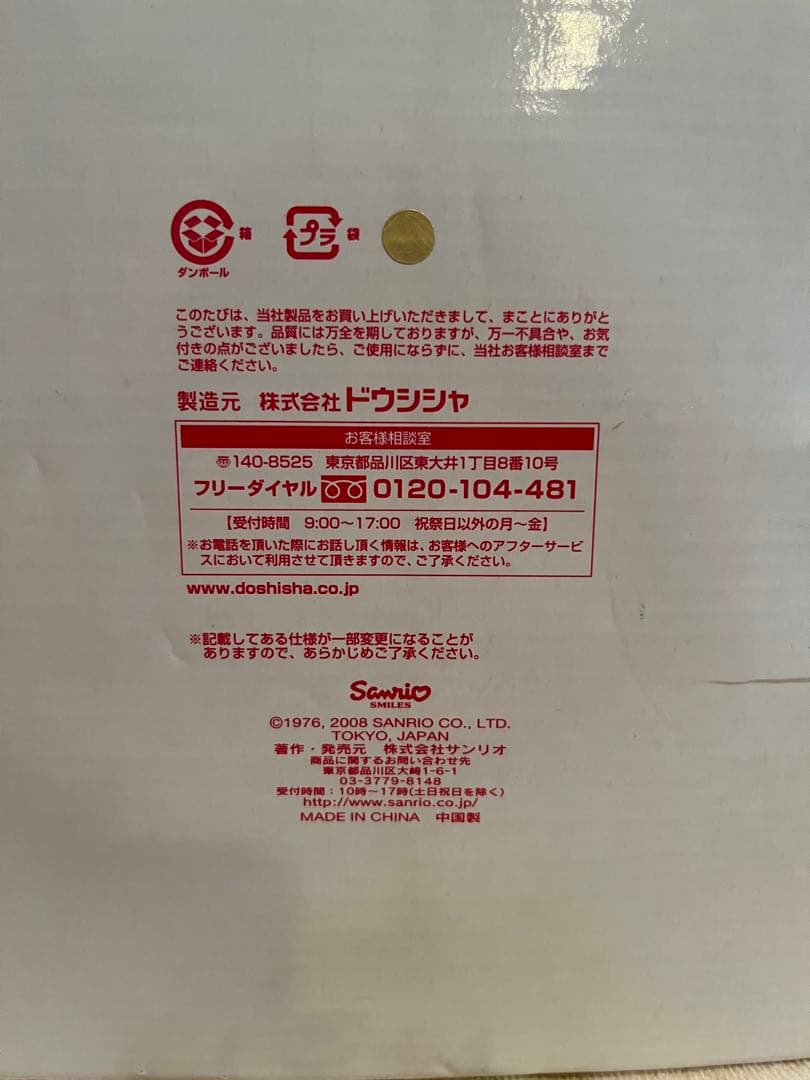 箱
プラ 袋
ダンボール
このたびは、当社製品をお買い上げいただきまして、まことにありがと
うございます。品質には万全を期しておりますが、万一不具合や、お気
付きの点がございましたら、ご使用にならずに、当社お客様相談室まで
ご連絡ください。
製造元 株式会社ドウシシャ
お客様相談室
〒140-8525 東京都品川区東大井1丁目8番10号
フリーダイヤル 0120-104-481
【受付時間 9:00〜17:00 祝祭日以外の月〜金】
※お電話を頂いた際にお話し頂く情報は、お客様へのアフターサービ
スにおいて利用させて頂きますので、ご了承ください。
www.doshisha.co.jp
※記載してある仕様が一部変更になることが
ありますので、あらかじめご了承ください。
Sanrio
SMILES
©1976, 2008 SANRIO CO., LTD.
TOKYO, JAPAN
著作・発売元 株式会社サンリオ
商品に関するお問い合わせ先
東京都品川区大崎1-6-1
03-3779-8148
受付時間:10時〜17時(土日祝日を除く)
http://www.sanrio.co.jp/
MADE IN CHINA 中国製